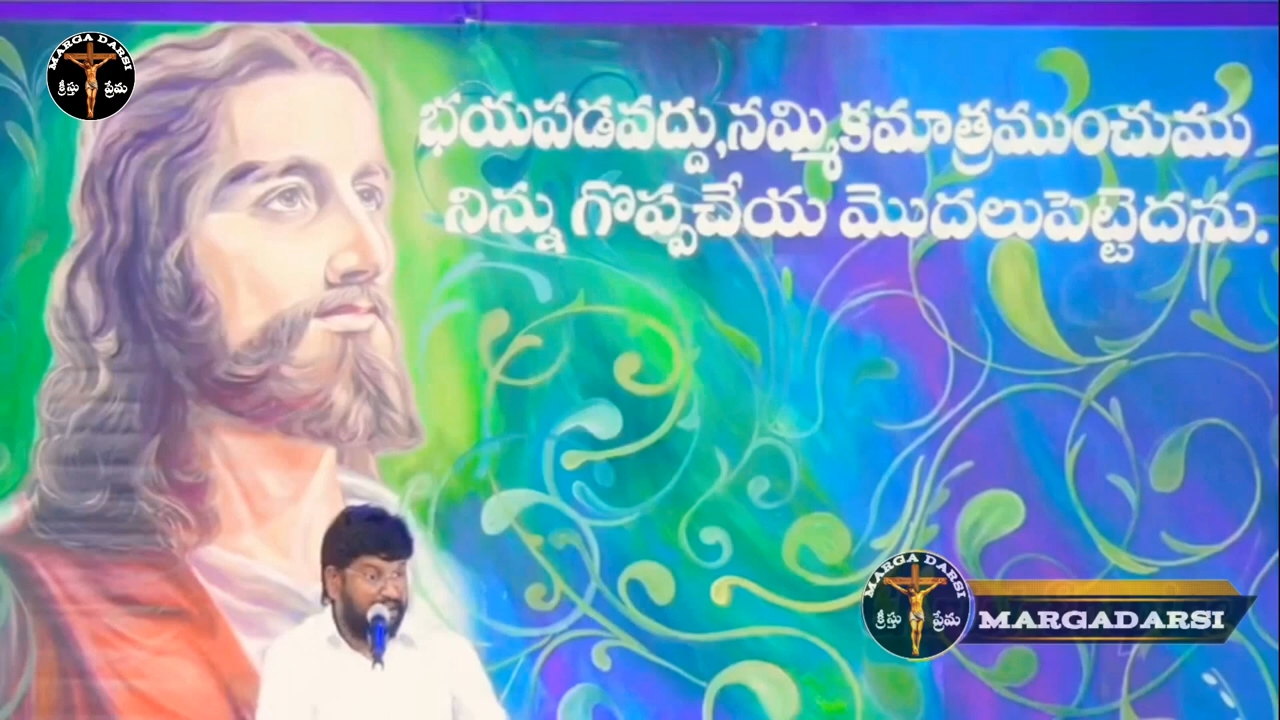 MARGA DARSI
క్రీస్తు ప్రేమ
భయపడవద్దు,నమ్మికమాత్రముంచుము
నిన్ను గొప్పచేయ మొదలుపెట్టెదను.
MARGA DARSI
క్రీస్తు ప్రేమ
MARGADARSI